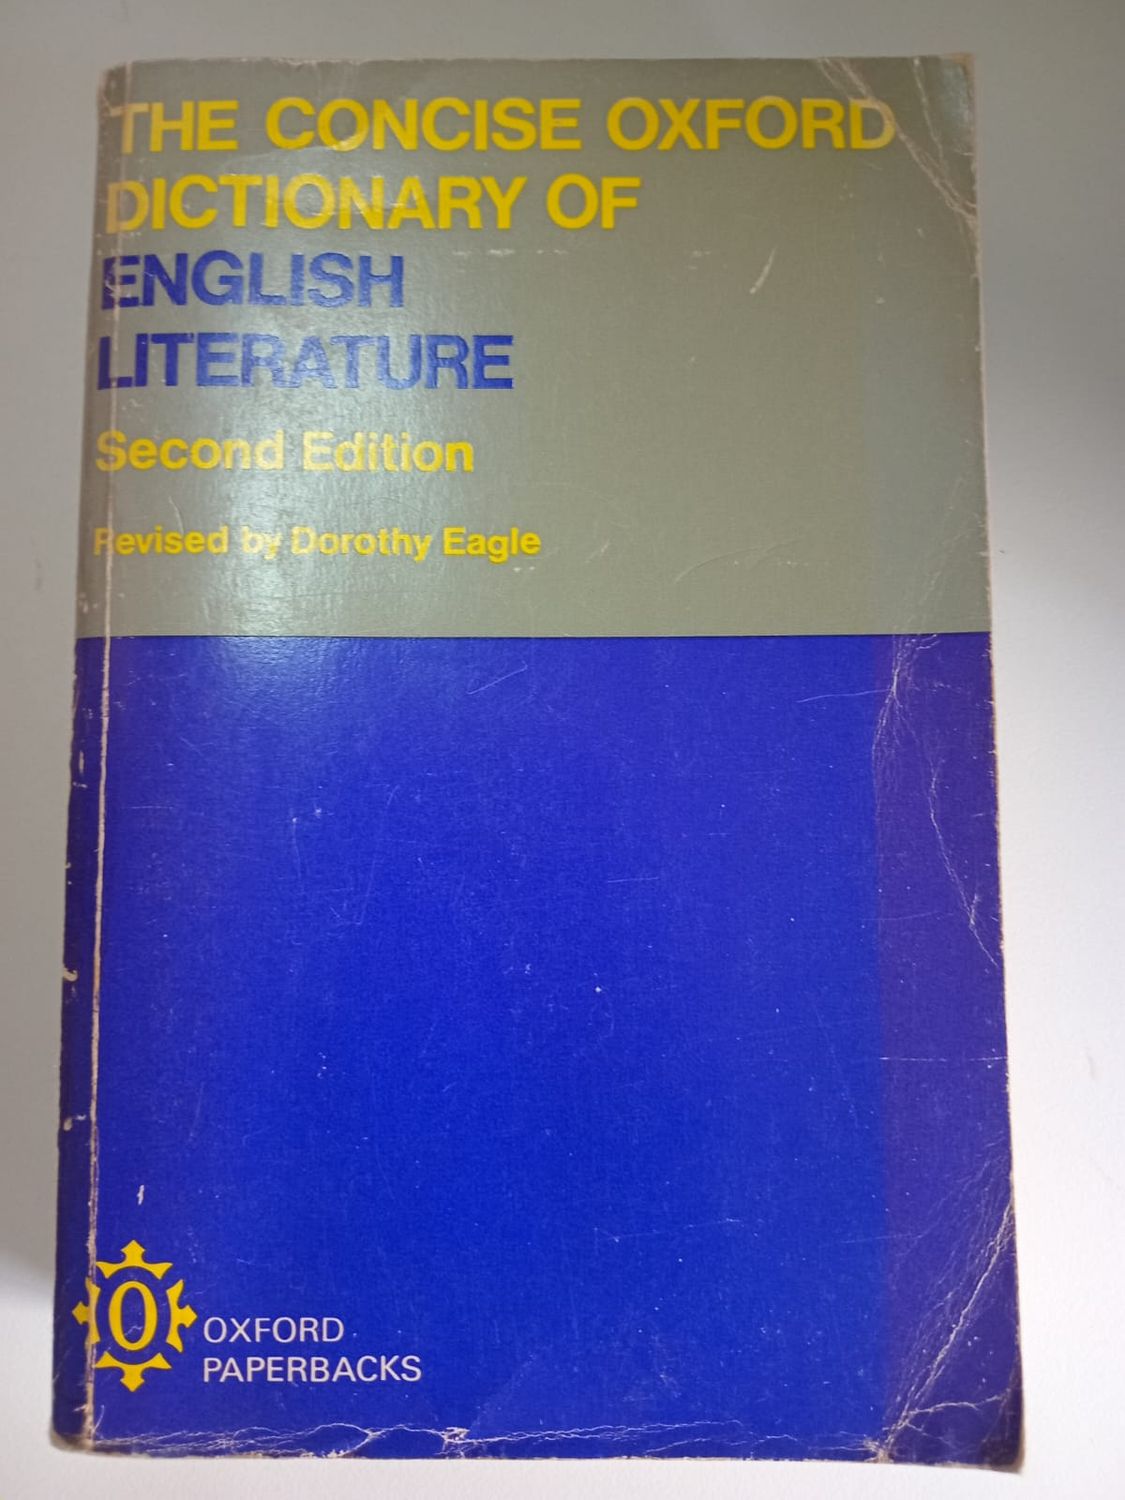 THE CONCISE OXFORD
DICTIONARY OF
ENGLISH
LITERATURE
Second Edition
Revised by Dorothy Eagle
O
OXFORD
PAPERBACKS